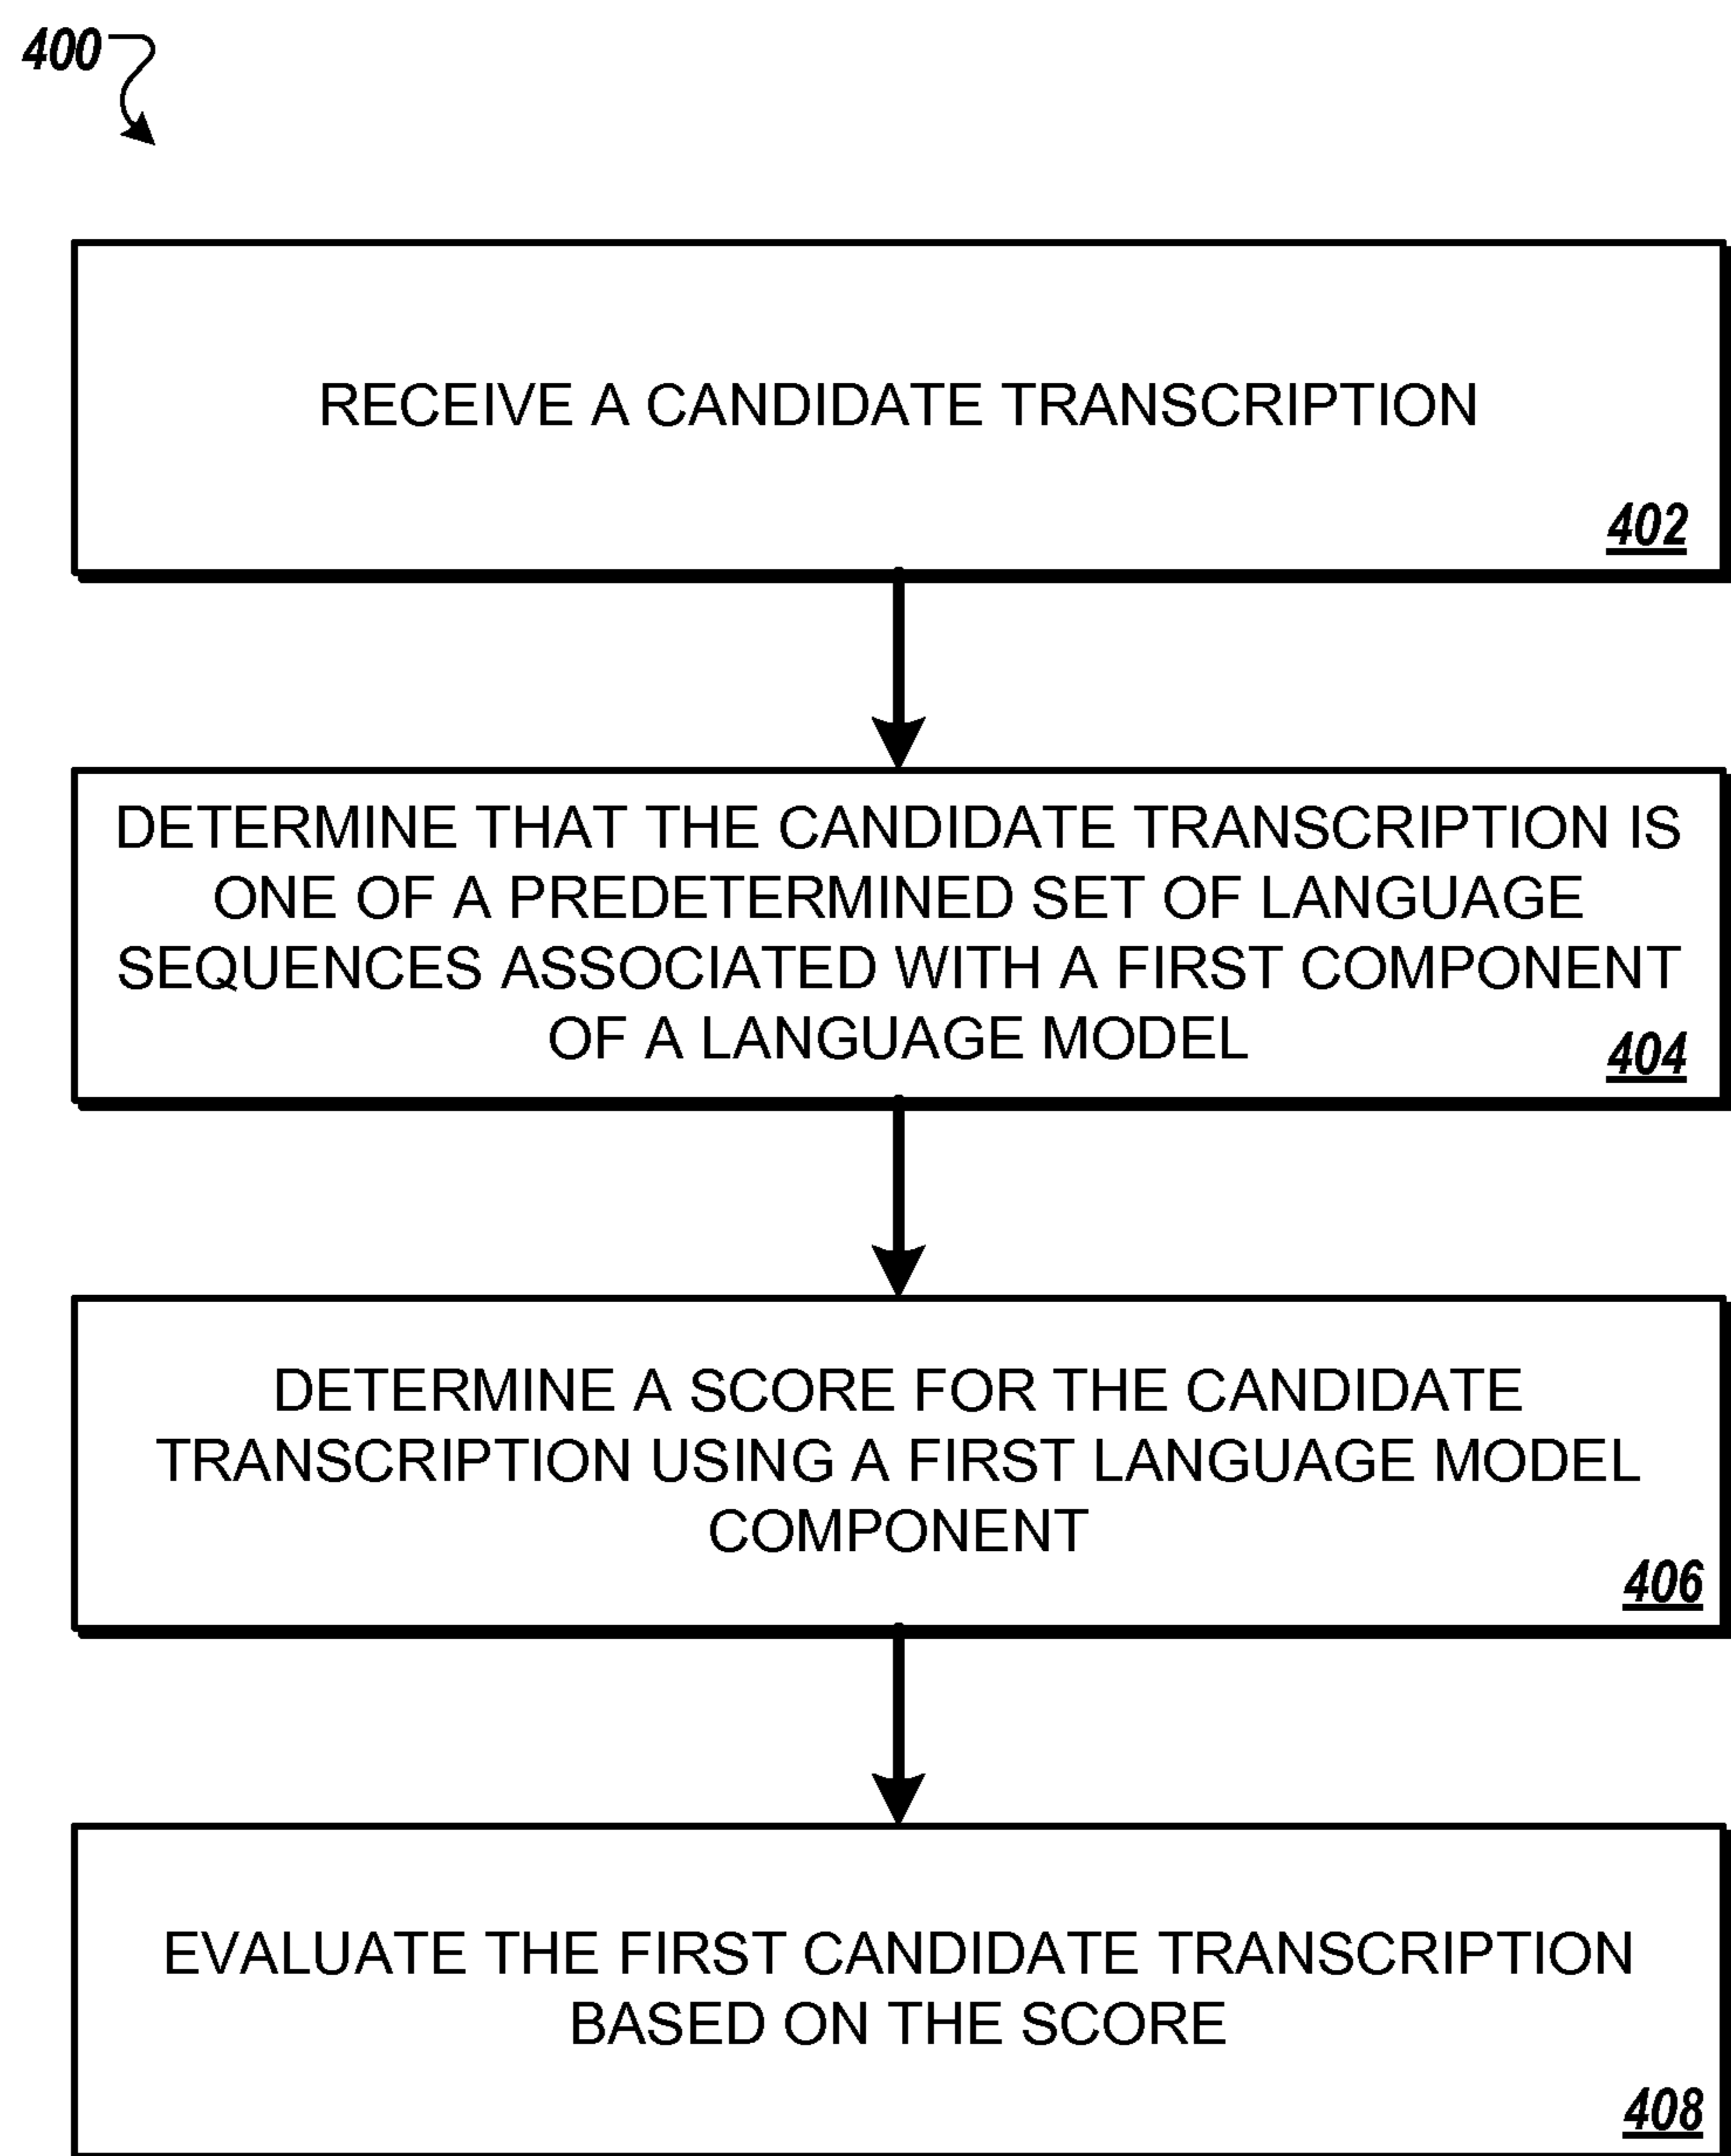 400
RECEIVE A CANDIDATE TRANSCRIPTION
402
DETERMINE THAT THE CANDIDATE TRANSCRIPTION IS
ONE OF A PREDETERMINED SET OF LANGUAGE
SEQUENCES ASSOCIATED WITH A FIRST COMPONENT
OF A LANGUAGE MODEL
404
DETERMINE A SCORE FOR THE CANDIDATE
TRANSCRIPTION USING A FIRST LANGUAGE MODEL
COMPONENT
406
EVALUATE THE FIRST CANDIDATE TRANSCRIPTION
BASED ON THE SCORE
408